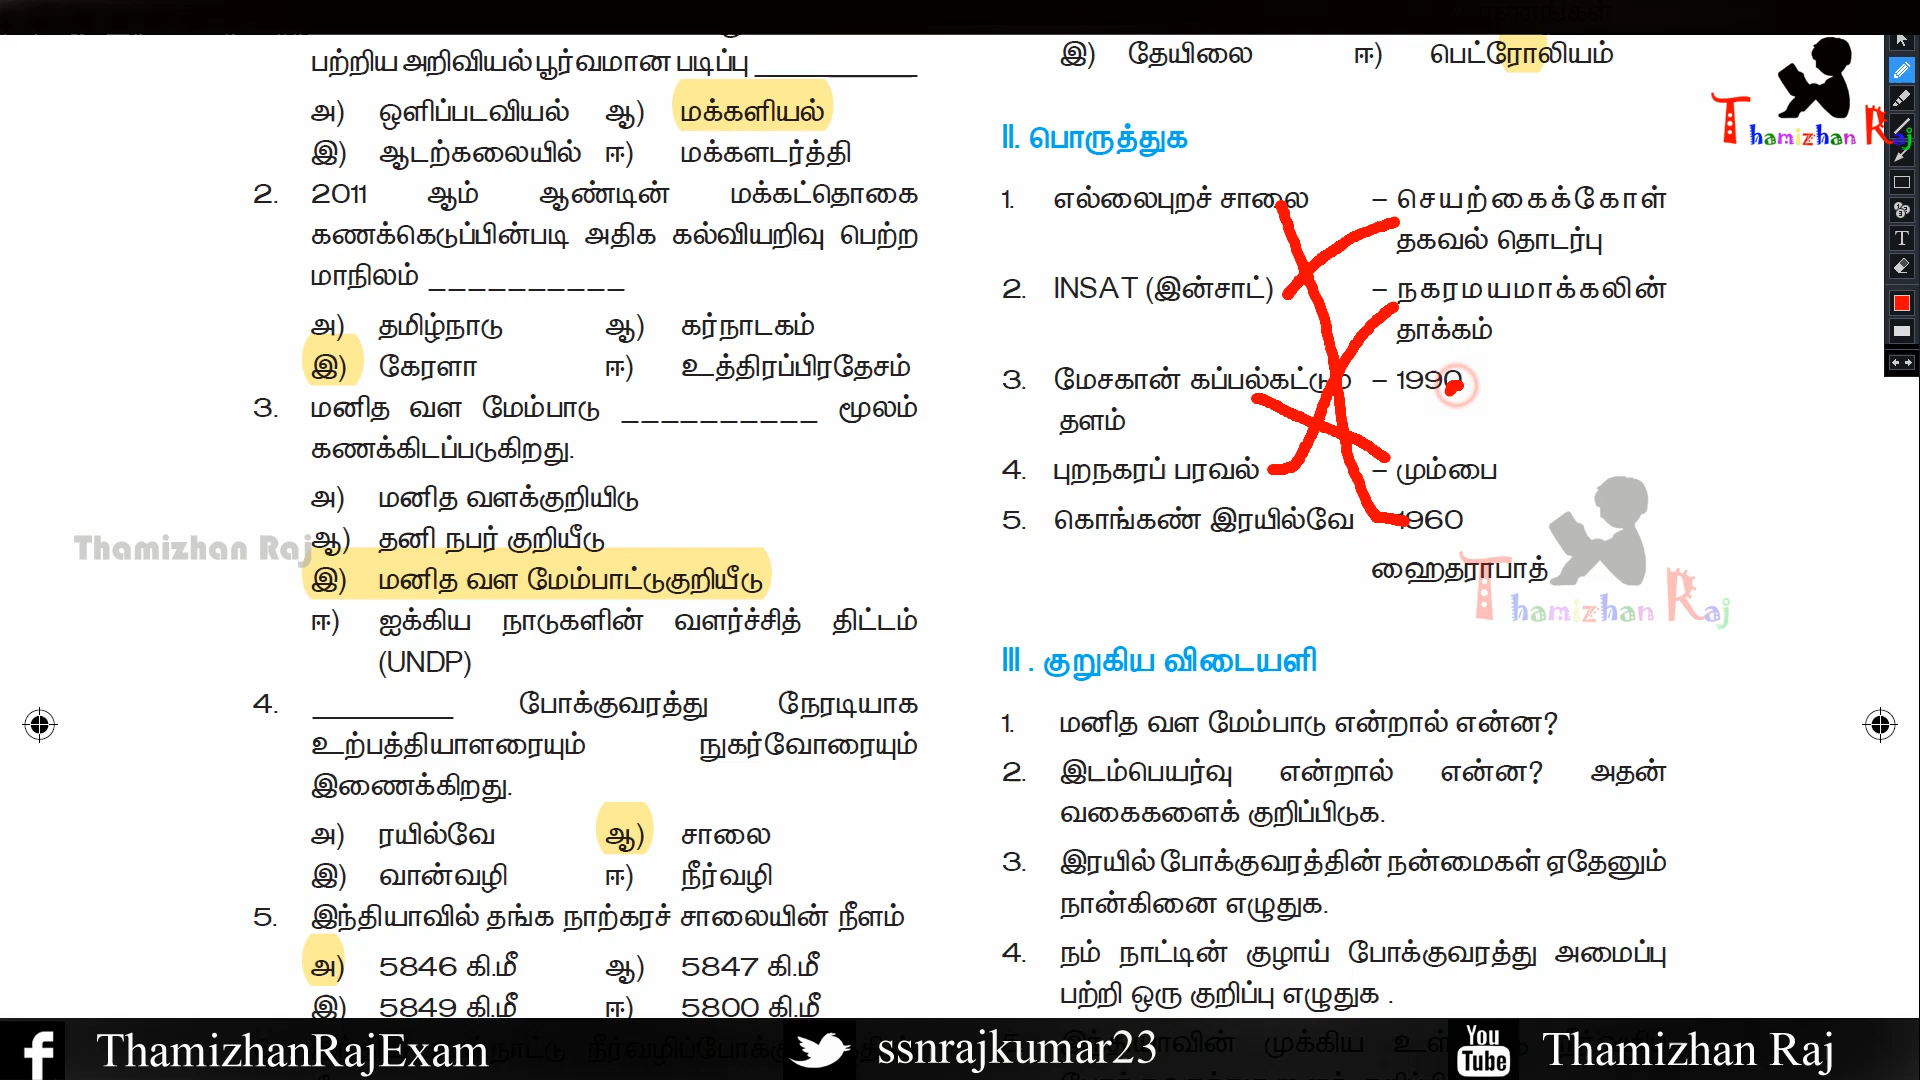 பற்றிய அறிவியல் பூர்வமான படிப்பு ___________
அ) ஒளிப்படவியல் ஆ) மக்களியல்
இ) ஆடற்கலையில் ஈ) மக்களடர்த்தி
2. 2011 ஆம் ஆண்டின் மக்கட்தொகை
கணக்கெடுப்பின்படி அதிக கல்வியறிவு பெற்ற
மாநிலம் __________
அ) தமிழ்நாடு ஆ) கர்நாடகம்
இ) கேரளா ஈ) உத்திரப்பிரதேசம்
3. மனித வள மேம்பாடு __________ மூலம்
கணக்கிடப்படுகிறது.
அ) மனித வளக்குறியிடு
ஆ) தனி நபர் குறியீடு
இ) மனித வள மேம்பாட்டுகுறியீடு
ஈ) ஐக்கிய நாடுகளின் வளர்ச்சித் திட்டம்
(UNDP)
4. _________ போக்குவரத்து நேரடியாக
உற்பத்தியாளரையும் நுகர்வோரையும்
இணைக்கிறது.
அ) ரயில்வே ஆ) சாலை
இ) வான்வழி ஈ) நீர்வழி
5. இந்தியாவில் தங்க நாற்கரச் சாலையின் நீளம்
அ) 5846 கி.மீ ஆ) 5847 கி.மீ
இ) 5849 கி.மீ ஈ) 5800 கி.மீ
இ) தேயிலை ஈ) பெட்ரோலியம்
II. பொருத்துக
1. எல்லைபுறச் சாலை – செயற்கைக்கோள்
தகவல் தொடர்பு
2. INSAT (இன்சாட்) – நகரமயமாக்கலின்
தாக்கம்
3. மேசகான் கப்பல்கட்டும் – 1990
தளம்
4. புறநகரப் பரவல் – மும்பை
5. கொங்கண் இரயில்வே 1960
ஹைதராபாத்
III . குறுகிய விடையளி
1. மனித வள மேம்பாடு என்றால் என்ன?
2. இடம்பெயர்வு என்றால் என்ன? அதன்
வகைகளைக் குறிப்பிடுக.
3. இரயில் போக்குவரத்தின் நன்மைகள் ஏதேனும்
நான்கினை எழுதுக.
4. நம் நாட்டின் குழாய் போக்குவரத்து அமைப்பு
பற்றி ஒரு குறிப்பு எழுதுக .
Thamizhan Raj
Thamizhan Raj
Thamizhan Raj
ThamizhanRajExam ssnrajkumar23 You Tube Thamizhan Raj